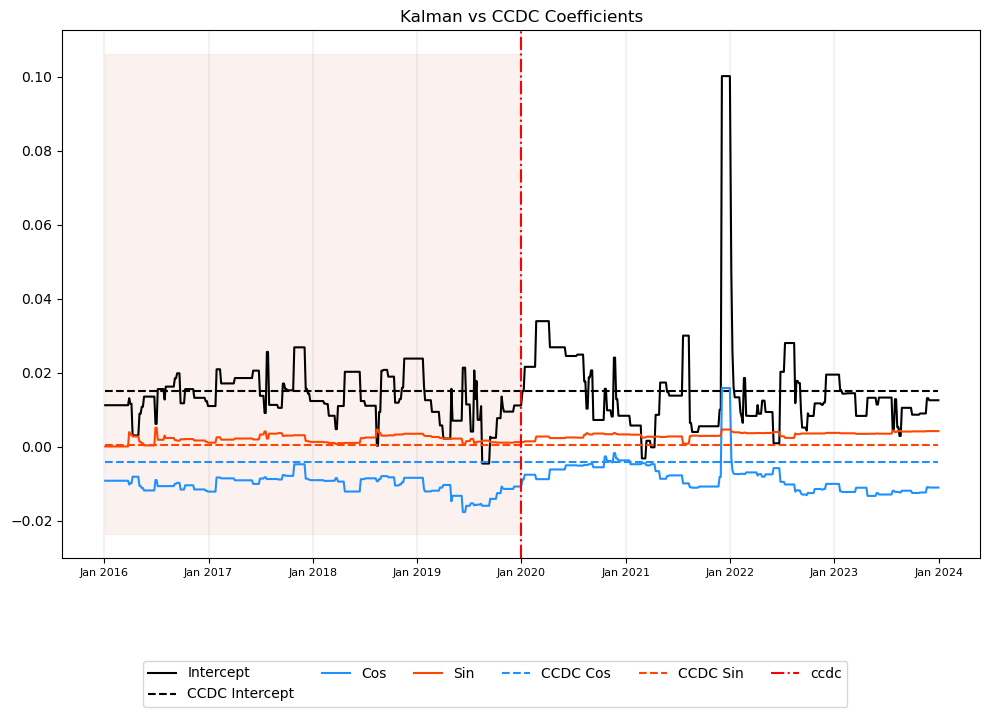 Kalman vs CCDC Coefficients
0.10
0.08
0.06
0.04
0.02
0.00
−0.02
Jan 2016 Jan 2017 Jan 2018 Jan 2019 Jan 2020 Jan 2021 Jan 2022 Jan 2023 Jan 2024
Intercept Cos Sin CCDC Cos CCDC Sin ccdc
CCDC Intercept